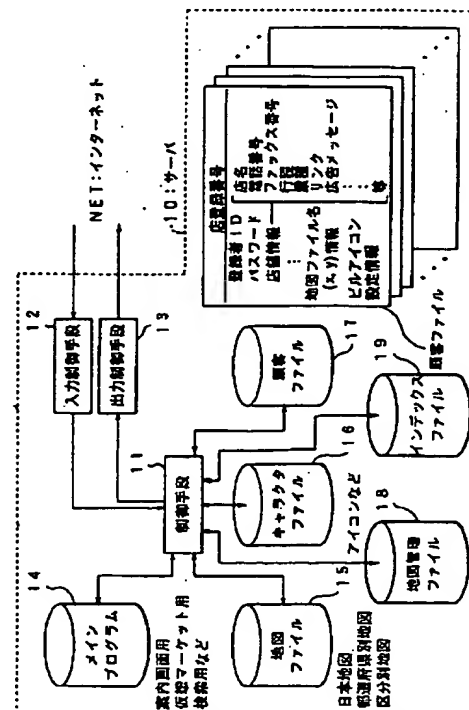 NET:インターネット
10:サーバ
12
入力制御手段
出力制御手段
13
11
制御手段
14
メイン
プログラム
案内画面用
仮想マーケット用
検索用など
地図
ファイル
15
日本地図
都道府県別地図
区分別地図
キャラクタ
ファイル
16
アイコンなど
顧客
ファイル
17
地図管理
ファイル
18
インデックス
ファイル
19
店登録番号
登録者ID
パスワード
店舗情報
店名
電話番号
ファックス番号
行政
業種
リンク
広告メッセージ
等
地図ファイル名
(x,y)情報
ビルアイコン
設定情報
顧客ファイル